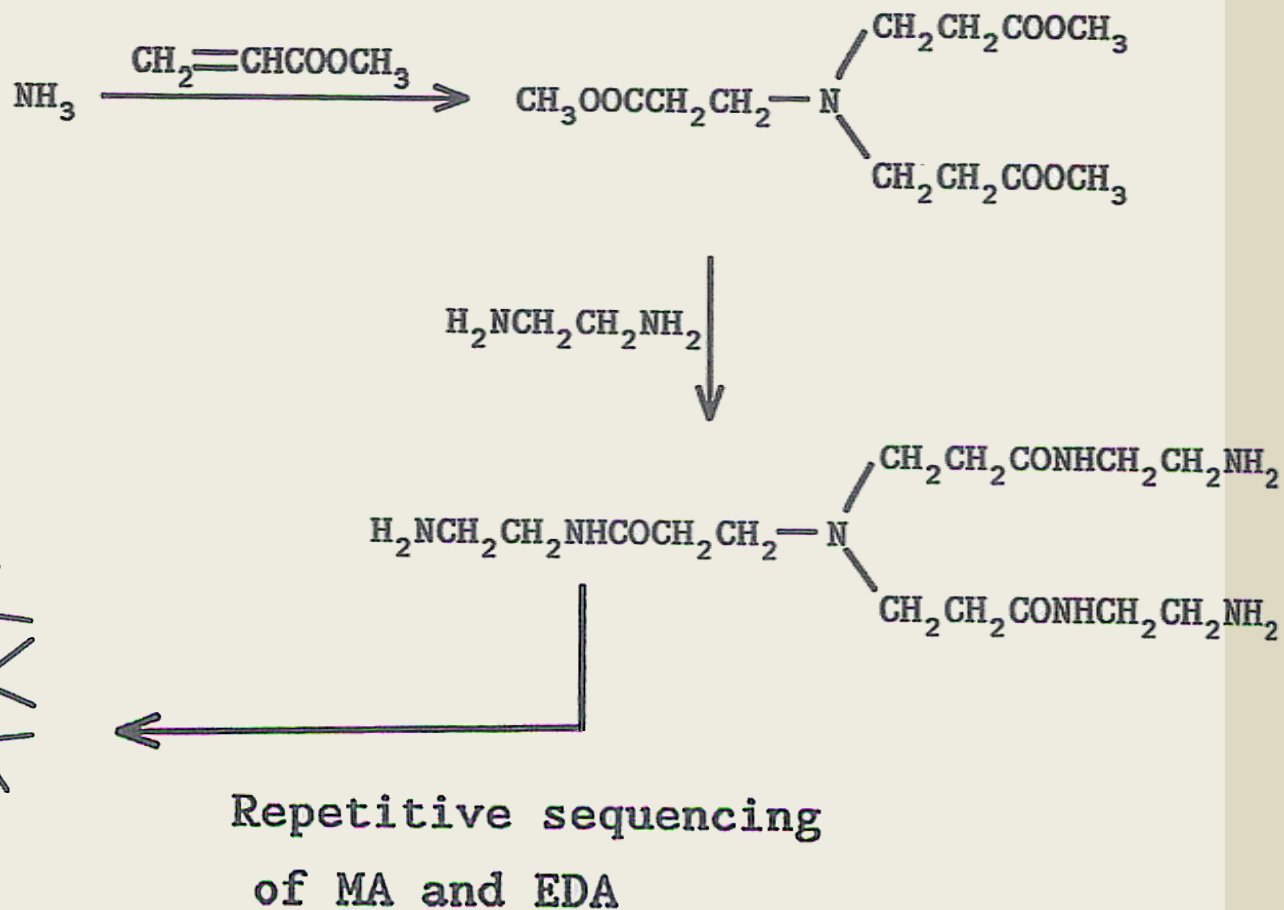 CH₂=CHCOOCH₃
NH₃
CH₂CH₂COOCH₃
CH₃OOCCH₂CH₂—N
CH₂CH₂COOCH₃
H₂NCH₂CH₂NH₂
CH₂CH₂CONHCH₂CH₂NH₂
H₂NCH₂CH₂NHCOCH₂CH₂—N
CH₂CH₂CONHCH₂CH₂NH₂
Repetitive sequencing
of MA and EDA